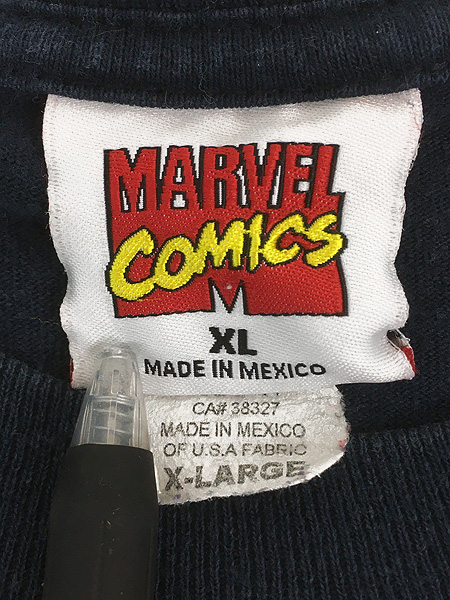 MARVEL
COMICS
XL
MADE IN MEXICO
CA# 38327
MADE IN MEXICO
OF U.S.A FABRIC
X-LARGE